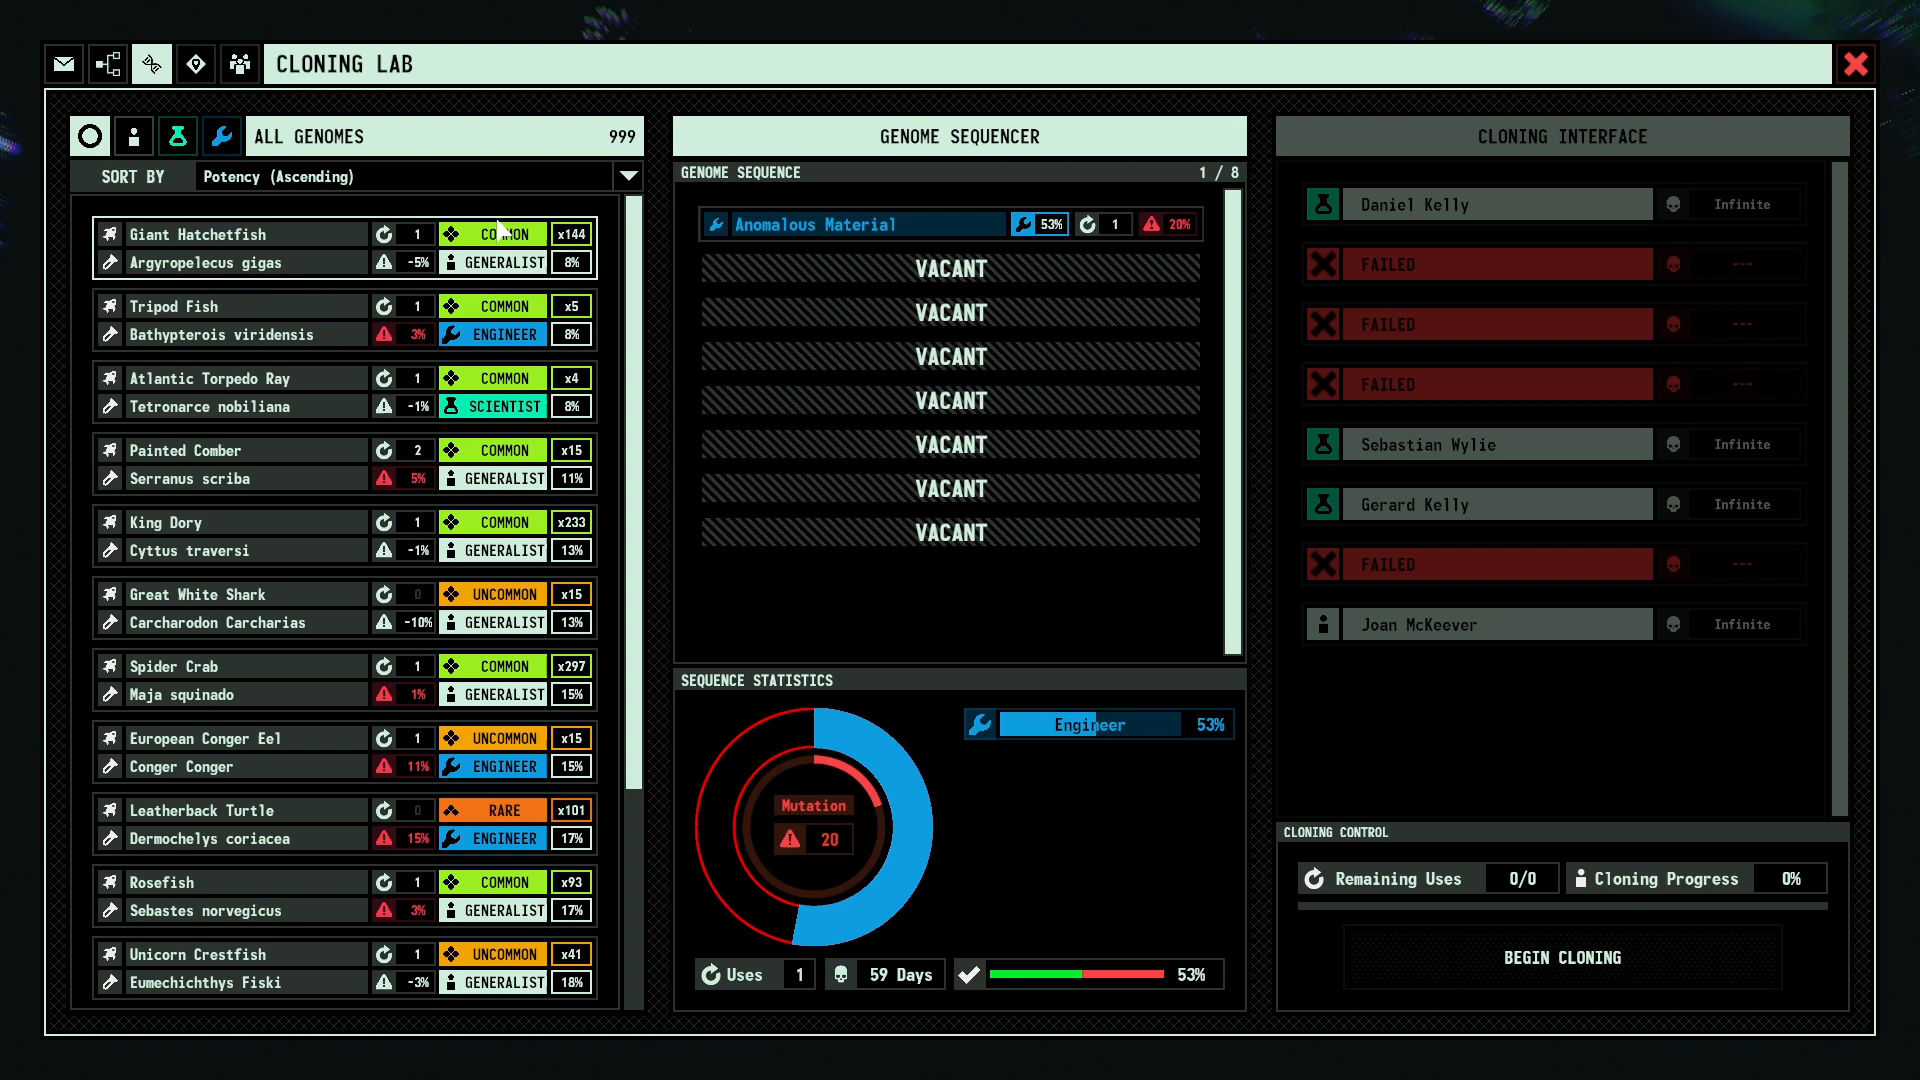 CLONING LAB
ALL GENOMES 999
SORT BY Potency (Ascending)
Giant Hatchetfish 1 COMMON x144
Argyropelecus gigas -5% GENERALIST 8%
Tripod Fish 1 COMMON x5
Bathypterois viridensis 3% ENGINEER 8%
Atlantic Torpedo Ray 1 COMMON x4
Tetronarce nobiliana -1% SCIENTIST 8%
Painted Comber 2 COMMON x15
Serranus scriba 5% GENERALIST 11%
King Dory 1 COMMON x233
Cyttus traversi -1% GENERALIST 13%
Great White Shark 0 UNCOMMON x15
Carcharodon Carcharias -10% GENERALIST 13%
Spider Crab 1 COMMON x297
Maja squinado 1% GENERALIST 15%
European Conger Eel 1 UNCOMMON x15
Conger Conger 11% ENGINEER 15%
Leatherback Turtle 0 RARE x101
Dermochelys coriacea 15% ENGINEER 17%
Rosefish 1 COMMON x93
Sebastes norvegicus 3% GENERALIST 17%
Unicorn Crestfish 1 UNCOMMON x41
Eumechichthys Fiski -3% GENERALIST 18%
GENOME SEQUENCER
GENOME SEQUENCE 1 / 8
Anomalous Material 53% 1 20%
VACANT
VACANT
VACANT
VACANT
VACANT
VACANT
VACANT
SEQUENCE STATISTICS
Engineer 53%
Mutation
20
Uses 1 59 Days 53%
CLONING INTERFACE
Daniel Kelly Infinite
FAILED ---
FAILED ---
FAILED ---
Sebastian Wylie Infinite
Gerard Kelly Infinite
FAILED ---
Joan McKeever Infinite
CLONING CONTROL
Remaining Uses 0/0 Cloning Progress 0%
BEGIN CLONING